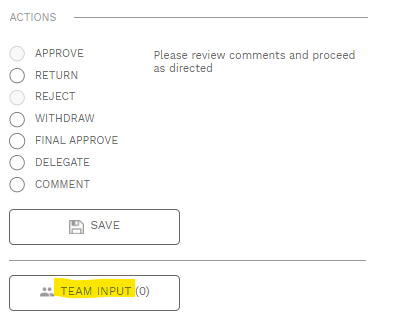 ACTIONS
APPROVE
Please review comments and proceed
as directed
RETURN
REJECT
WITHDRAW
FINAL APPROVE
DELEGATE
COMMENT
SAVE
TEAM INPUT (0)